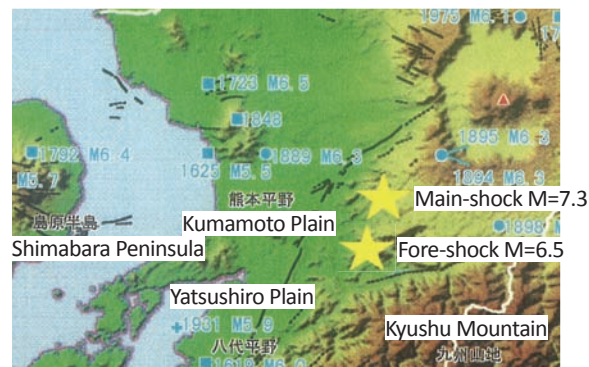 1975 M6.1
1723 M6.5
1848
1895 M6.3
1792 M6.4
1625 M5.5
1889 M6.3
1894 M6.3
M5.7
Main-shock M=7.3
熊本平野
島原半島
Kumamoto Plain
1898
Shimabara Peninsula
Fore-shock M=6.5
Yatsushiro Plain
1931 M5.9
Kyushu Mountain
八代平野
九州山地